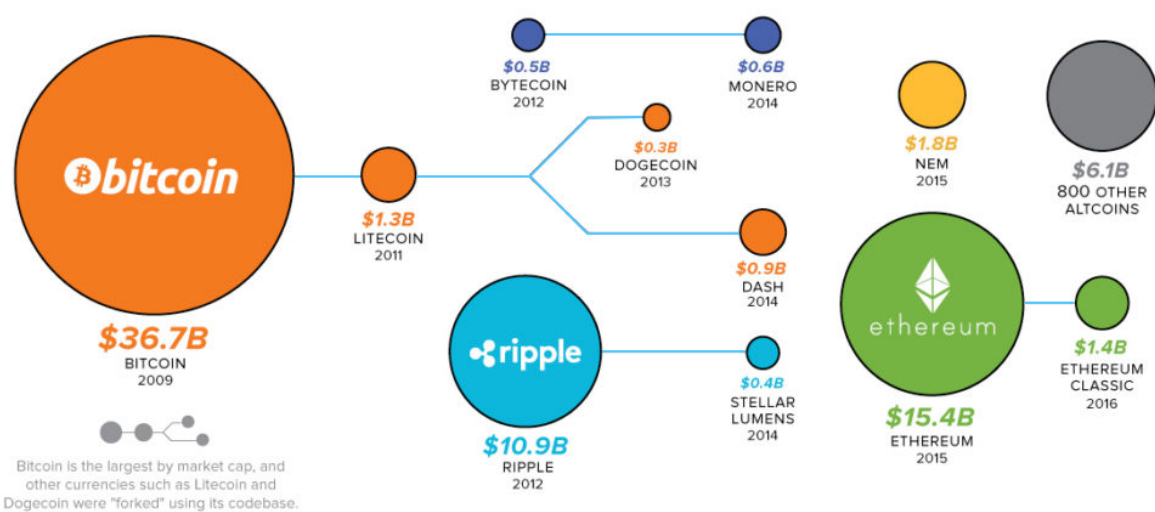 bitcoin
$36.7B
BITCOIN
2009
$1.3B
LITECOIN
2011
$0.5B
BYTECOIN
2012
$0.6B
MONERO
2014
$0.3B
DOGECOIN
2013
$0.9B
DASH
2014
ripple
$10.9B
RIPPLE
2012
$0.4B
STELLAR
LUMENS
2014
$1.8B
NEM
2015
$6.1B
800 OTHER
ALTCOINS
ethereum
$15.4B
ETHEREUM
2015
$1.4B
ETHEREUM
CLASSIC
2016
Bitcoin is the largest by market cap, and
other currencies such as Litecoin and
Dogecoin were "forked" using its codebase.